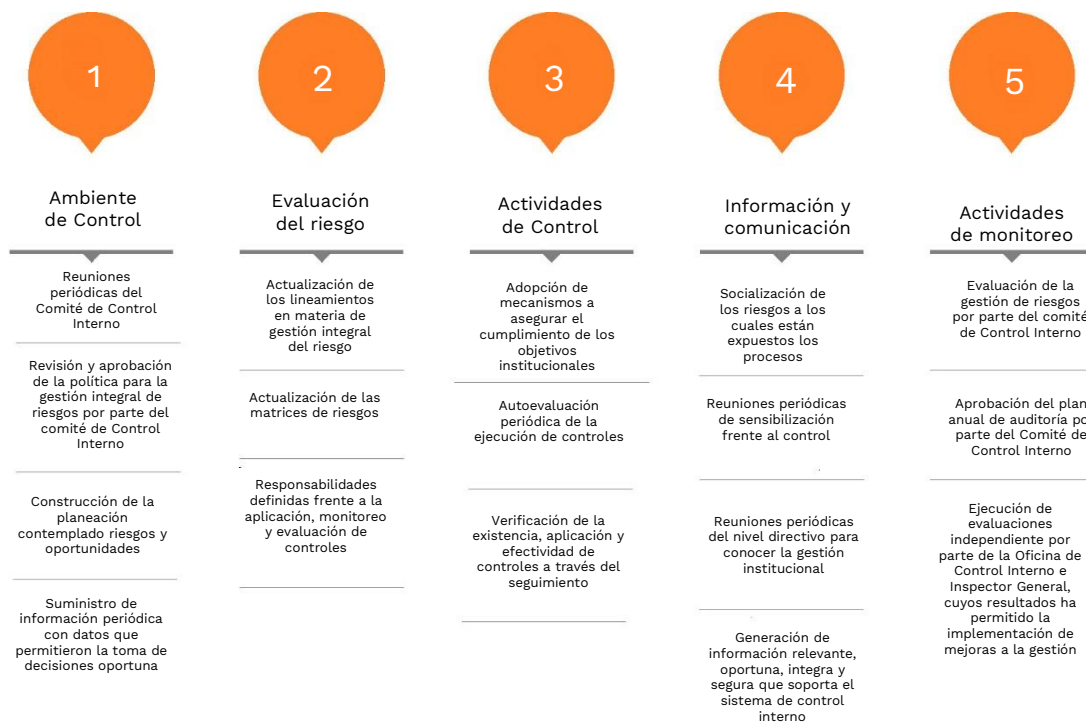 1
Ambiente
de Control
Reuniones
periódicas del
Comité de Control
Interno
Revisión y aprobación
de la política para la
gestión integral de
riesgos por parte del
comité de Control
Interno
Construcción de la
planeación
contemplado riesgos y
oportunidades
Suministro de
información periódica
con datos que
permitieron la toma de
decisiones oportuna
2
Evaluación
del riesgo
Actualización de
los lineamientos
en materia de
gestión integral
del riesgo
Actualización de las
matrices de riesgos
Responsabilidades
definidas frente a la
aplicación, monitoreo
y evaluación de
controles
3
Actividades
de Control
Adopción de
mecanismos a
asegurar el
cumplimiento de los
objetivos
institucionales
Autoevaluación
periódica de la
ejecución de controles
Verificación de la
existencia, aplicación y
efectividad de
controles a través del
seguimiento
4
Información y
comunicación
Socialización de
los riesgos a los
cuales están
expuestos los
procesos
Reuniones periódicas
de sensibilización
frente al control
Reuniones periódicas
del nivel directivo para
conocer la gestión
institucional
Generación de
información relevante,
oportuna, integra y
segura que soporta el
sistema de control
interno
5
Actividades
de monitoreo
Evaluación de la
gestión de riesgos
por parte del comité
de Control Interno
Aprobación del plan
anual de auditoría po
parte del Comité de
Control Interno
Ejecución de
evaluaciones
independiente por
parte de la Oficina de
Control Interno e
Inspector General,
cuyos resultados ha
permitido la
implementación de
mejoras a la gestión